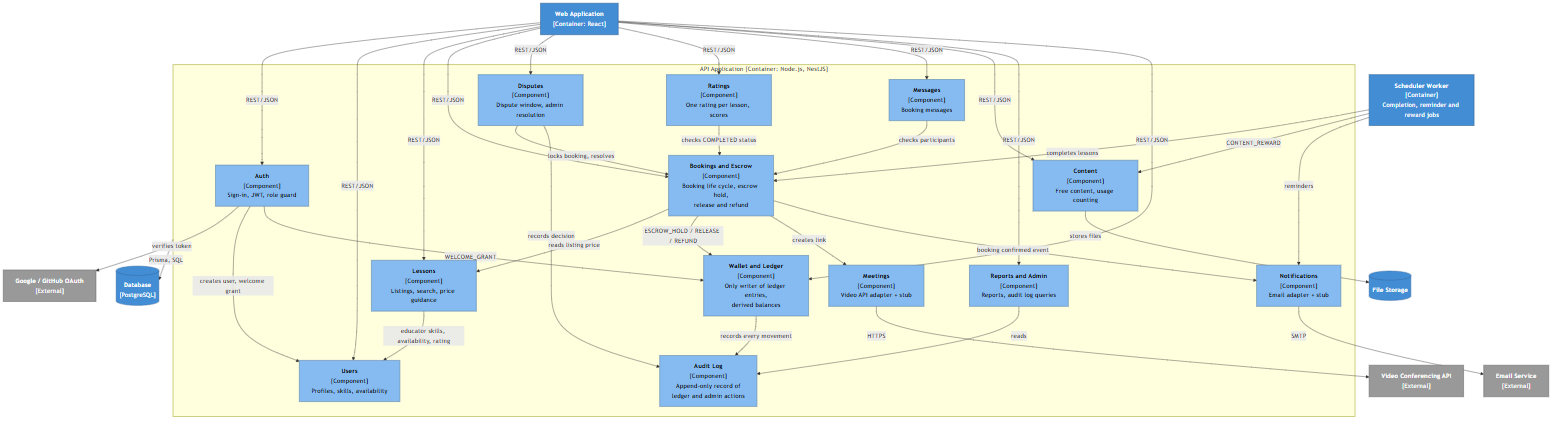 Web Application
[Container: React]
REST/JSON
REST/JSON
API Application [Container: Node.js, NestJS]
Disputes
[Component]
Dispute window, admin
resolution
Ratings
[Component]
One rating per lesson,
scores
Messages
[Component]
Booking messages
Scheduler Worker
[Container]
Completion, reminder and
reward jobs
REST/JSON
REST/JSON
REST/JSON
REST/JSON
REST/JSON
REST/JSON
REST/JSON
checks COMPLETED status
checks participants
CONTENT_REWARD
locks booking, resolves
completes lessons
Auth
[Component]
Sign-in, JWT, role guard
Bookings and Escrow
[Component]
Booking life cycle, escrow
hold,
release and refund
Content
[Component]
Free content, usage
counting
REST/JSON
reminders
verifies token
Prisma, SQL
records decision
reads listing price
ESCROW_HOLD / RELEASE
/ REFUND
creates link
booking confirmed event
stores files
WELCOME_GRANT
Google / GitHub OAuth
[External]
Database
[PostgreSQL]
creates user, welcome
grant
Lessons
[Component]
Listings, search, price
guidance
Wallet and Ledger
[Component]
Only writer of ledger
entries,
derived balances
Meetings
[Component]
Video API adapter + stub
Reports and Admin
[Component]
Reports, audit log queries
Notifications
[Component]
Email adapter + stub
File Storage
educator skills,
availability, rating
records every movement
HTTPS
reads
SMTP
Users
[Component]
Profiles, skills, availability
Audit Log
[Component]
Append-only record of
ledger and admin actions
Video Conferencing API
[External]
Email Service
[External]